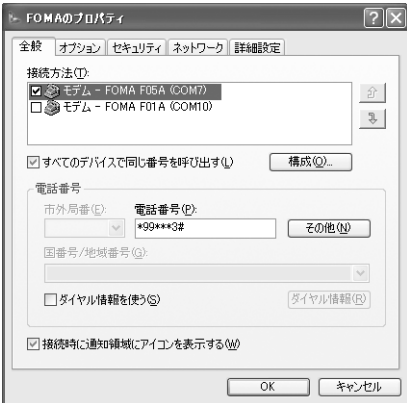 FOMAのプロパティ
全般 オプション セキュリティ ネットワーク 詳細設定
接続方法(T):
モデム - FOMA F05A (COM7)
モデム - FOMA F01A (COM10)
すべてのデバイスで同じ番号を呼び出す(L) 構成(O)...
電話番号
市外局番(E): 電話番号(P):
*99***3# その他(N)
国番号/地域番号(G):
ダイヤル情報を使う(S) ダイヤル情報(R)
接続時に通知領域にアイコンを表示する(W)
OK キャンセル